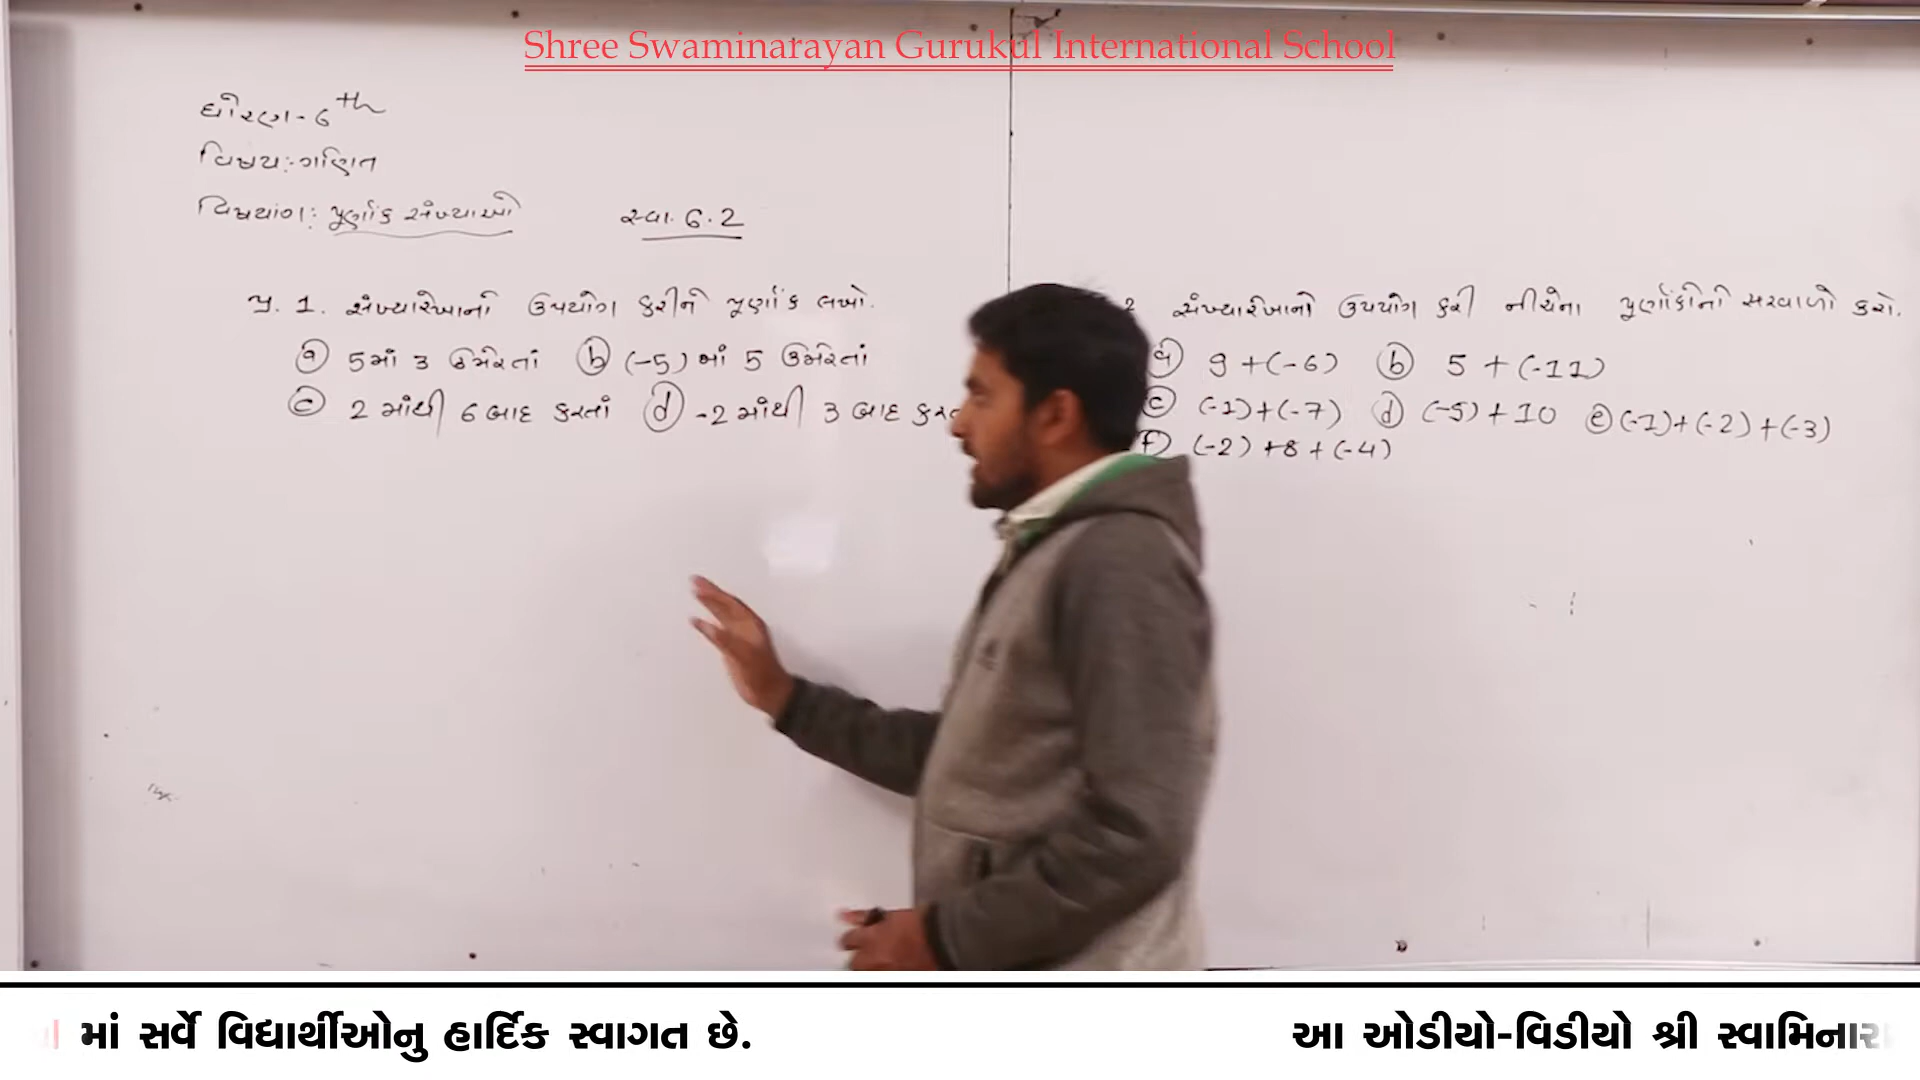 Shree Swaminarayan Gurukul International School
ધોરણ - 6th
વિષય :- ગણિત
વિષયાંગ : પૂર્ણાંક સંખ્યાઓ સ્વા. 6.2
પ્ર. 1. સંખ્યારેખાનો ઉપયોગ કરીને પૂર્ણાંક લખો.
(a) 5માં 3 ઉમેરતાં (b) (-5) માં 5 ઉમેરતાં
(c) 2 માંથી 6 બાદ કરતાં (d) -2 માંથી 3 બાદ
2 સંખ્યારેખાનો ઉપયોગ કરી નીચેના પૂર્ણાંકોનો સરવાળો કરો.
(a) 9 + (-6) (b) 5 + (-11)
(c) (-1) + (-7) (d) (-5) + 10 (e) (-1) + (-2) + (-3)
(f) (-2) + 8 + (-4)
માં સર્વે વિદ્યાર્થીઓનુ હાર્દિક સ્વાગત છે. આ ઓડીયો-વિડીયો શ્રી